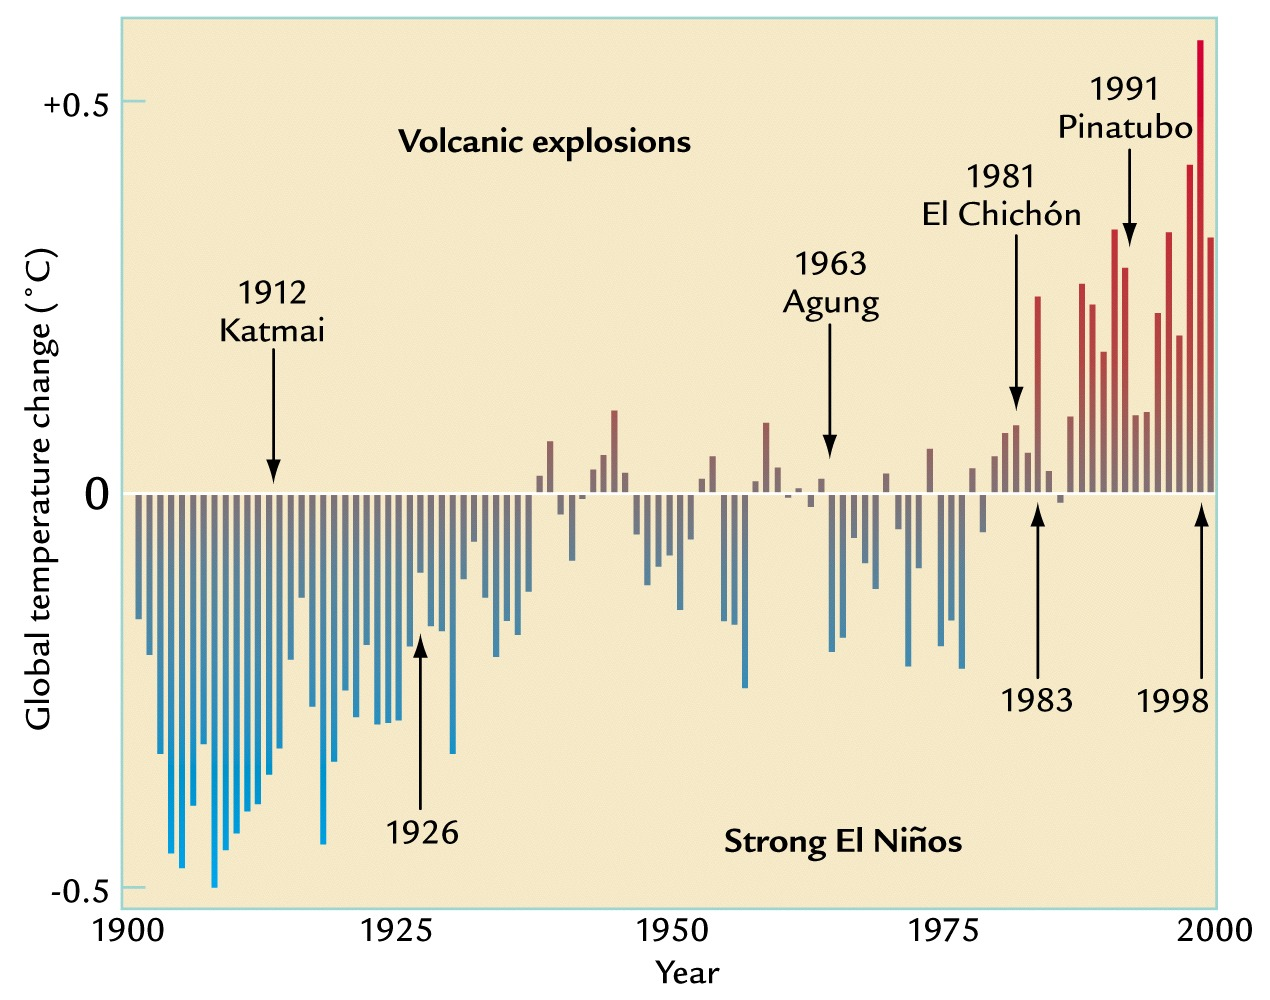 +0.5
0
-0.5
Global temperature change (˚C)
Volcanic explosions
1912
Katmai
1963
Agung
1981
El Chichón
1991
Pinatubo
1926
1983
1998
Strong El Niños
1900
1925
1950
1975
2000
Year